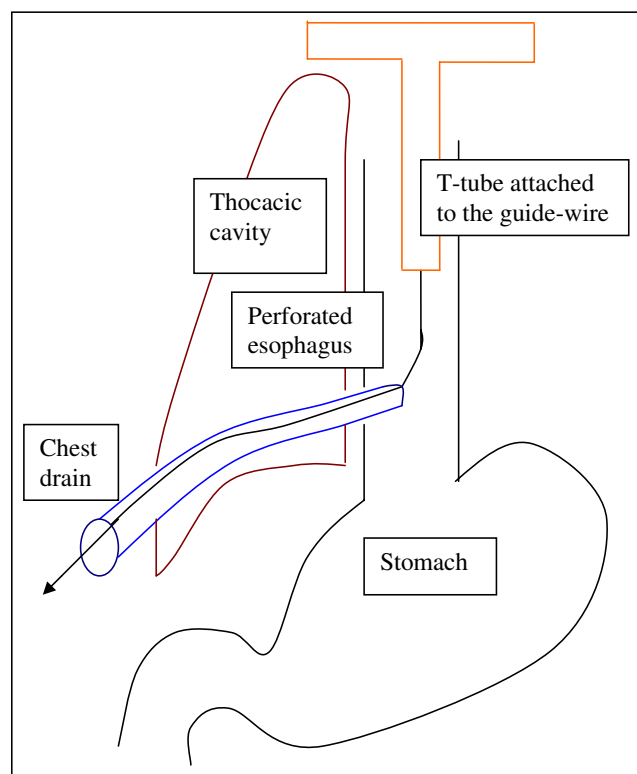 T-tube attached
to the guide-wire
Thocacic
cavity
Perforated
esophagus
Chest
drain
Stomach